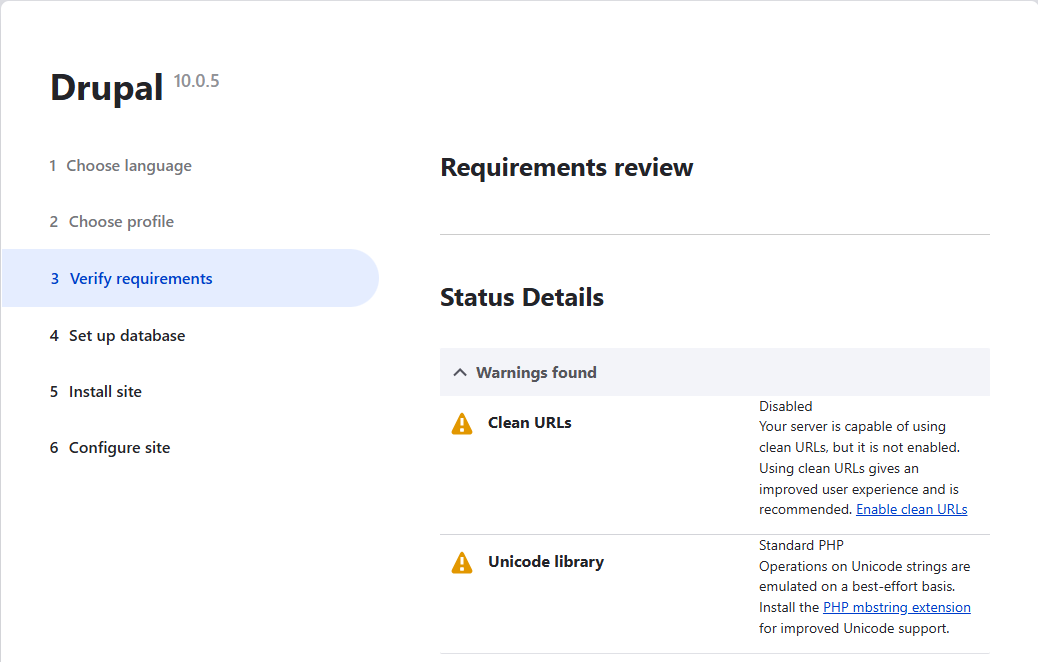 Drupal 10.0.5
1 Choose language
2 Choose profile
3 Verify requirements
4 Set up database
5 Install site
6 Configure site
Requirements review
Status Details
Warnings found
Clean URLs
Disabled
Your server is capable of using
clean URLs, but it is not enabled.
Using clean URLs gives an
improved user experience and is
recommended. Enable clean URLs
Unicode library
Standard PHP
Operations on Unicode strings are
emulated on a best-effort basis.
Install the PHP mbstring extension
for improved Unicode support.